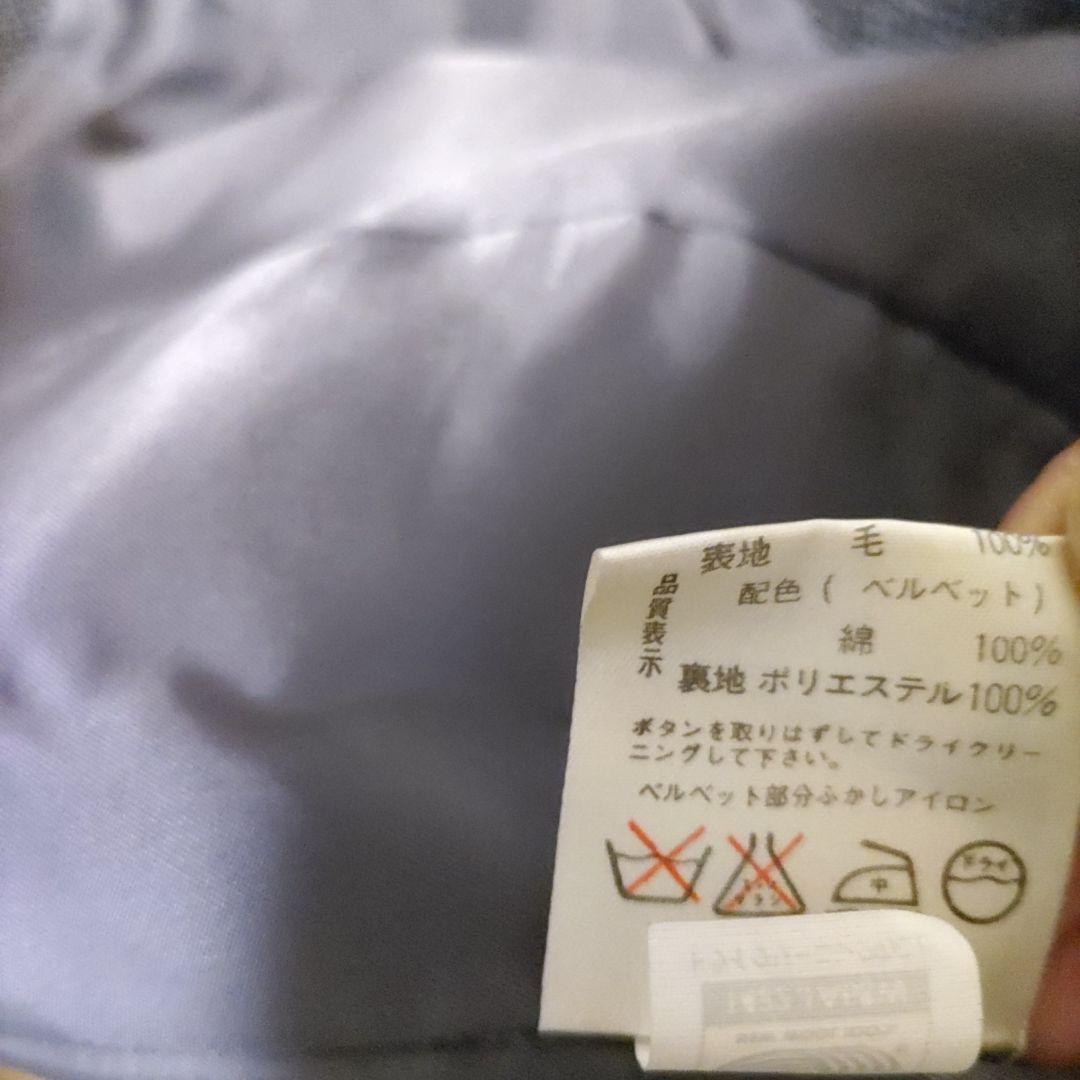 表地 毛 100%
品質表示
配色( ベルベット)
綿 100%
裏地 ポリエステル100%
ボタンを取りはずしてドライクリー
ニングして下さい。
ベルベット部分ふかしアイロン
中
ドライ